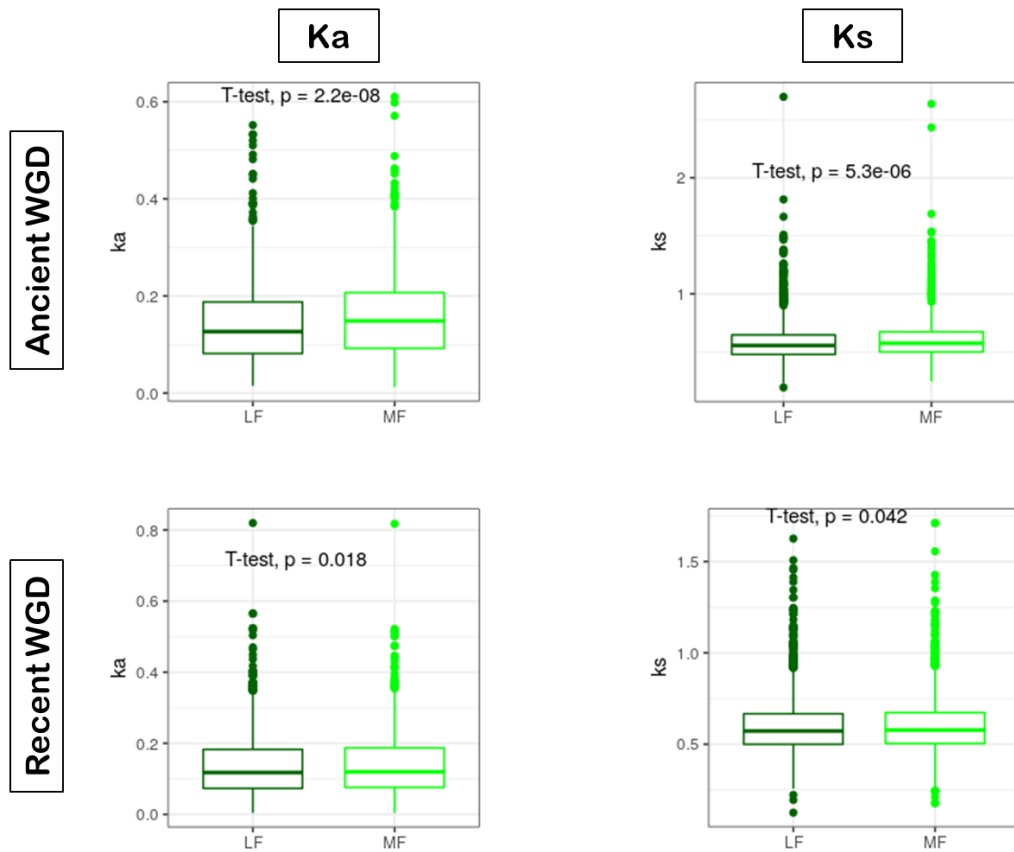 Ka
Ks
Ancient WGD
T-test, p = 2.2e-08
0.6
0.4
0.2
0.0
ka
LF
MF
T-test, p = 5.3e-06
2
1
ks
LF
MF
Recent WGD
T-test, p = 0.018
0.8
0.6
0.4
0.2
0.0
ka
LF
MF
T-test, p = 0.042
1.5
1.0
0.5
ks
LF
MF